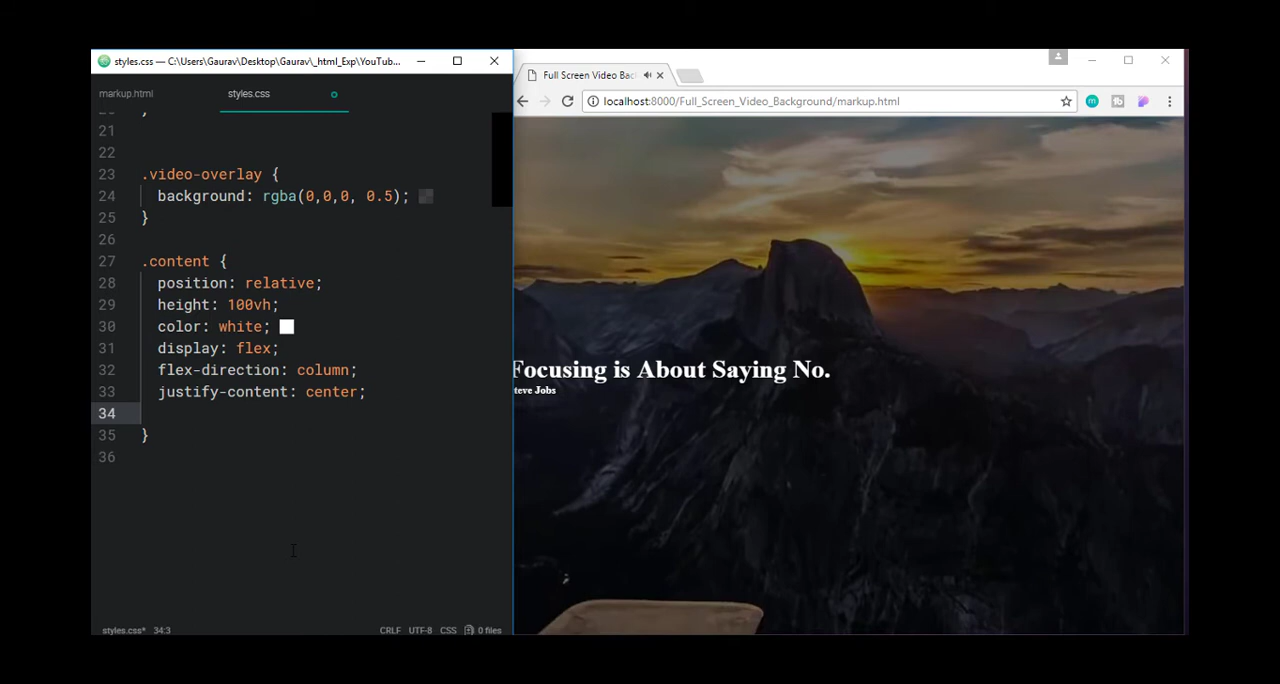 styles.css — C:\Users\Gaurav\Desktop\Gaurav\_html_Exp\YouTub...
markup.html
styles.css
21
22
23 .video-overlay {
24 background: rgba(0,0,0, 0.5);
25 }
26
27 .content {
28 position: relative;
29 height: 100vh;
30 color: white;
31 display: flex;
32 flex-direction: column;
33 justify-content: center;
34
35 }
36
styles.css* 34:3
CRLF UTF-8 CSS 0 files
Full Screen Video Bac
localhost:8000/Full_Screen_Video_Background/markup.html
Focusing is About Saying No.
teve Jobs